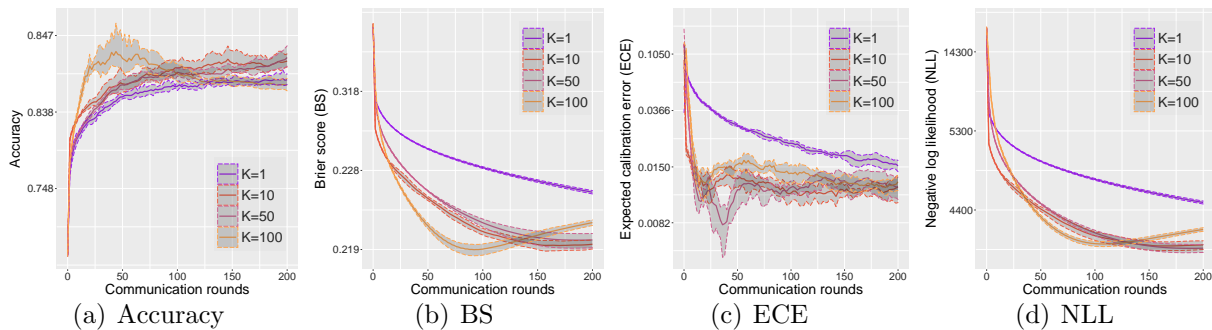 Accuracy
0.847
0.838
0.748
K=1
K=10
K=50
K=100
0 50 100 150 200
Communication rounds
(a) Accuracy
Brier score (BS)
0.318
0.228
0.219
K=1
K=10
K=50
K=100
0 50 100 150 200
Communication rounds
(b) BS
Expected calibration error (ECE)
0.1050
0.0366
0.0150
0.0082
K=1
K=10
K=50
K=100
0 50 100 150 200
Communication rounds
(c) ECE
Negative log likelihood (NLL)
14300
5300
4400
K=1
K=10
K=50
K=100
0 50 100 150 200
Communication rounds
(d) NLL